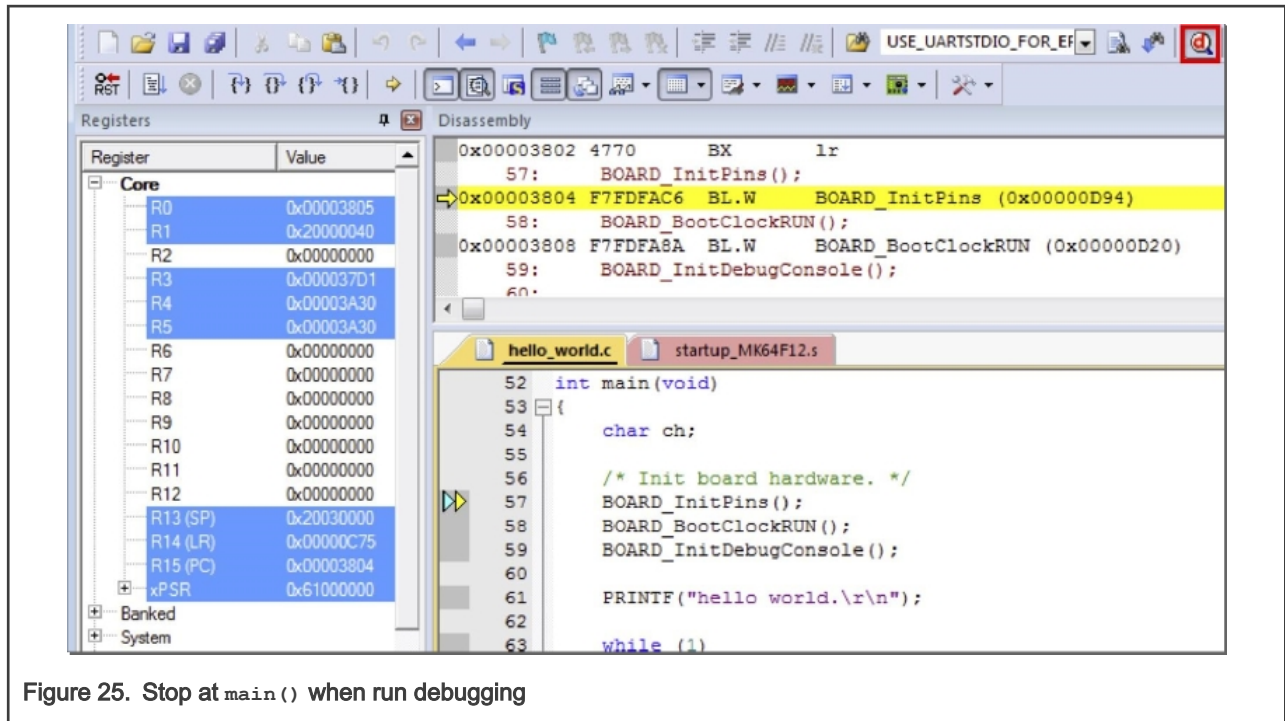 USE_UARTSTDIO_FOR_EF
RST
Registers
Register Value
Core
R0 0x00003805
R1 0x20000040
R2 0x00000000
R3 0x000037D1
R4 0x00003A30
R5 0x00003A30
R6 0x00000000
R7 0x00000000
R8 0x00000000
R9 0x00000000
R10 0x00000000
R11 0x00000000
R12 0x00000000
R13 (SP) 0x20030000
R14 (LR) 0x00000C75
R15 (PC) 0x00003804
xPSR 0x61000000
Banked
System
Disassembly
0x00003802 4770 BX lr
57: BOARD_InitPins();
0x00003804 F7FDFAC6 BL.W BOARD_InitPins (0x00000D94)
58: BOARD_BootClockRUN();
0x00003808 F7FDFA8A BL.W BOARD_BootClockRUN (0x00000D20)
59: BOARD_InitDebugConsole();
60:
hello_world.c startup_MK64F12.s
52 int main(void)
53 {
54 char ch;
55
56 /* Init board hardware. */
57 BOARD_InitPins();
58 BOARD_BootClockRUN();
59 BOARD_InitDebugConsole();
60
61 PRINTF("hello world.\r\n");
62
63 while (1)
Figure 25. Stop at main() when run debugging